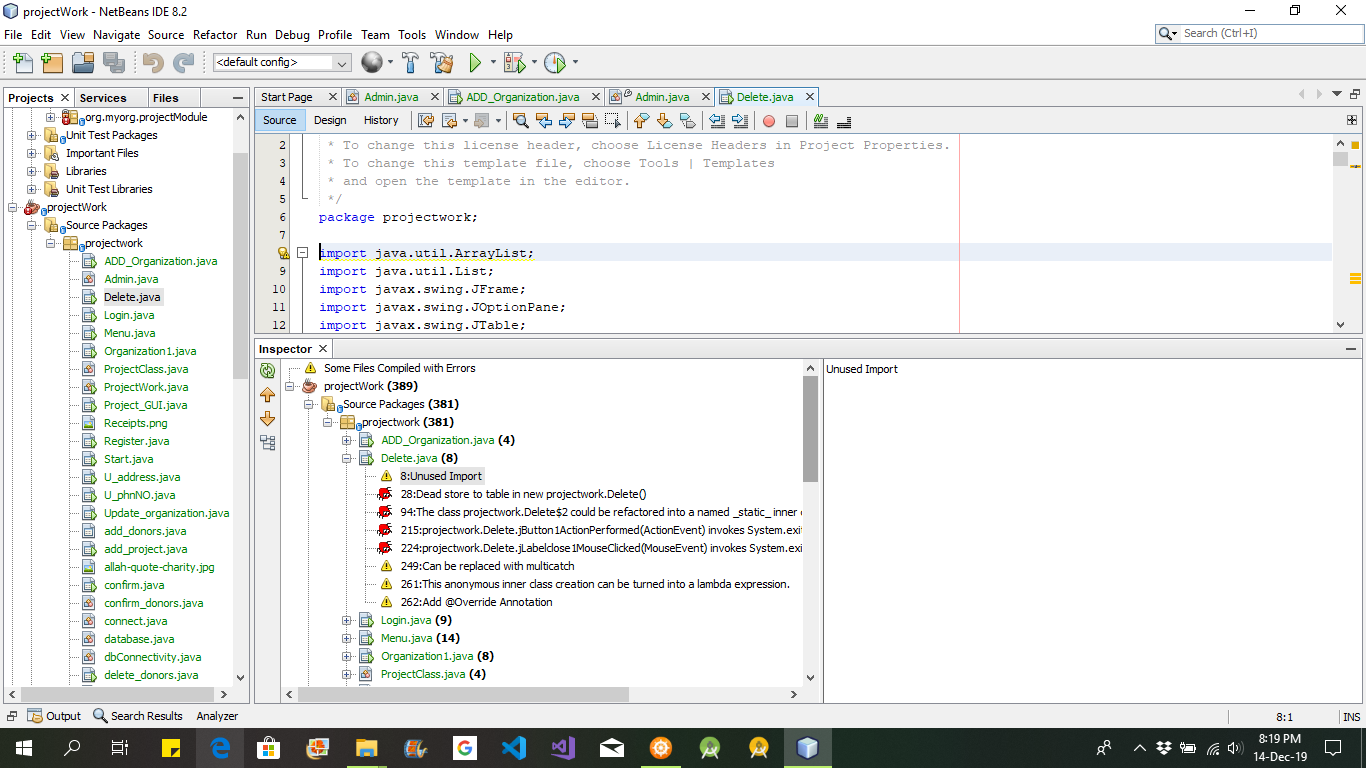 projectWork - NetBeans IDE 8.2
File Edit View Navigate Source Refactor Run Debug Profile Team Tools Window Help
Search (Ctrl+I)
<default config>
Projects Services Files
org.myorg.projectModule
Unit Test Packages
Important Files
Libraries
Unit Test Libraries
projectWork
Source Packages
projectwork
ADD_Organization.java
Admin.java
Delete.java
Login.java
Menu.java
Organization1.java
ProjectClass.java
ProjectWork.java
Project_GUI.java
Receipts.png
Register.java
Start.java
U_address.java
U_phnNO.java
Update_organization.java
add_donors.java
add_project.java
allah-quote-charity.jpg
confirm.java
confirm_donors.java
connect.java
database.java
dbConnectivity.java
delete_donors.java
Start Page Admin.java ADD_Organization.java Admin.java Delete.java
Source Design History
2 * To change this license header, choose License Headers in Project Properties.
3 * To change this template file, choose Tools | Templates
4 * and open the template in the editor.
5 */
6 package projectwork;
7
import java.util.ArrayList;
9 import java.util.List;
10 import javax.swing.JFrame;
11 import javax.swing.JOptionPane;
12 import javax.swing.JTable;
Inspector
Some Files Compiled with Errors
projectWork (389)
Source Packages (381)
projectwork (381)
ADD_Organization.java (4)
Delete.java (8)
8:Unused Import
28:Dead store to table in new projectwork.Delete()
94:The class projectwork.Delete$2 could be refactored into a named _static_ inner
215:projectwork.Delete.jButton1ActionPerformed(ActionEvent) invokes System.exi
224:projectwork.Delete.jLabelclose1MouseClicked(MouseEvent) invokes System.exi
249:Can be replaced with multicatch
261:This anonymous inner class creation can be turned into a lambda expression.
262:Add @Override Annotation
Login.java (9)
Menu.java (14)
Organization1.java (8)
ProjectClass.java (4)
Unused Import
Output Search Results Analyzer
8:1 INS
8:19 PM
14-Dec-19